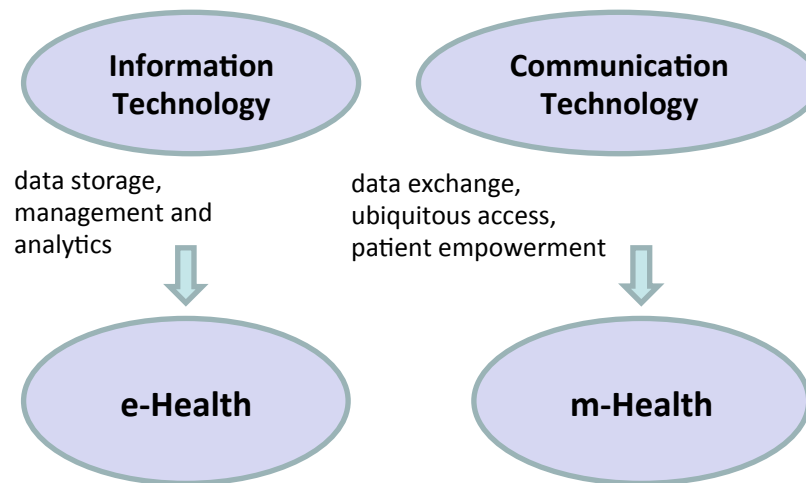 Information
Technology
Communication
Technology
data storage,
management and
analytics
data exchange,
ubiquitous access,
patient empowerment
e-Health
m-Health